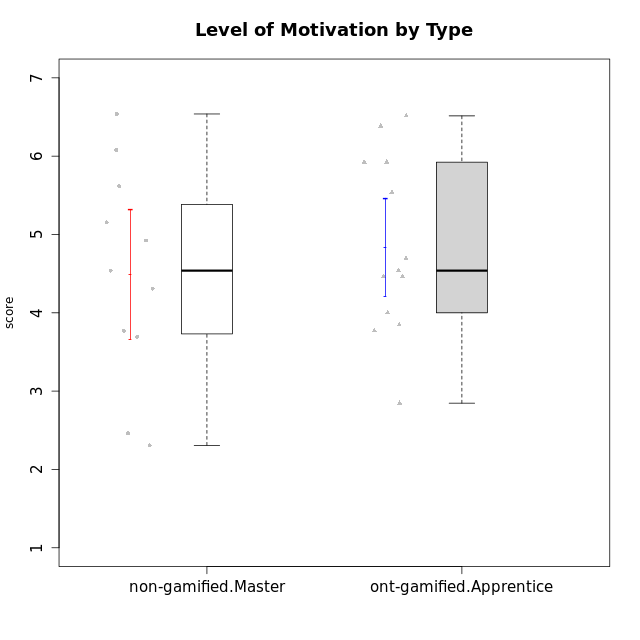 Level of Motivation by Type
7
6
5
4
3
2
1
score
non-gamified.Master
ont-gamified.Apprentice